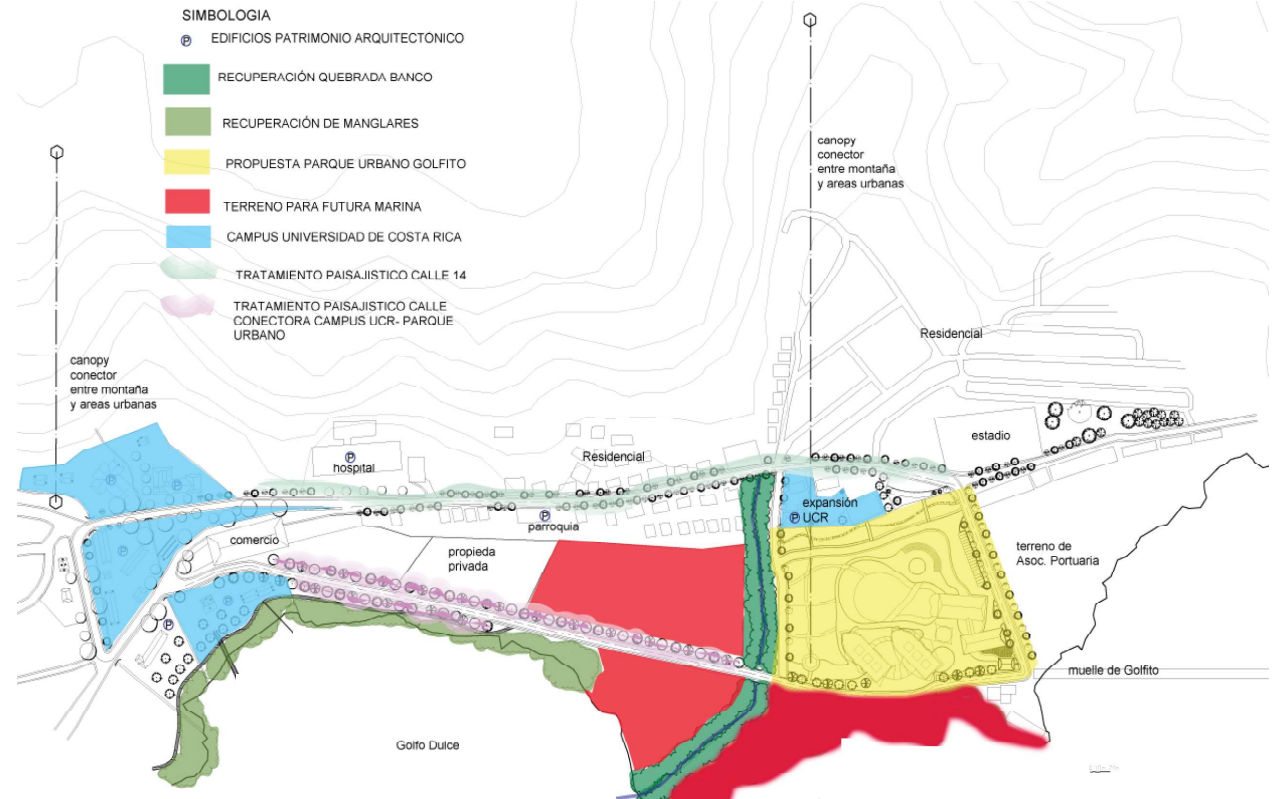 SIMBOLOGIA
P EDIFICIOS PATRIMONIO ARQUITECTÓNICO
RECUPERACIÓN QUEBRADA BANCO
RECUPERACIÓN DE MANGLARES
PROPUESTA PARQUE URBANO GOLFITO
TERRENO PARA FUTURA MARINA
CAMPUS UNIVERSIDAD DE COSTA RICA
TRATAMIENTO PAISAJISTICO CALLE 14
TRATAMIENTO PAISAJISTICO CALLE
CONECTORA CAMPUS UCR- PARQUE
URBANO
canopy
conector
entre montaña
y areas urbanas
canopy
conector
entre montaña
y areas urbanas
Residencial
estadio
P
hospital
Residencial
P
P
P
P
parroquia
expansión
P UCR
comercio
propieda
privada
terreno de
Asoc. Portuaria
P
P
P
muelle de Golfito
Golfo Dulce